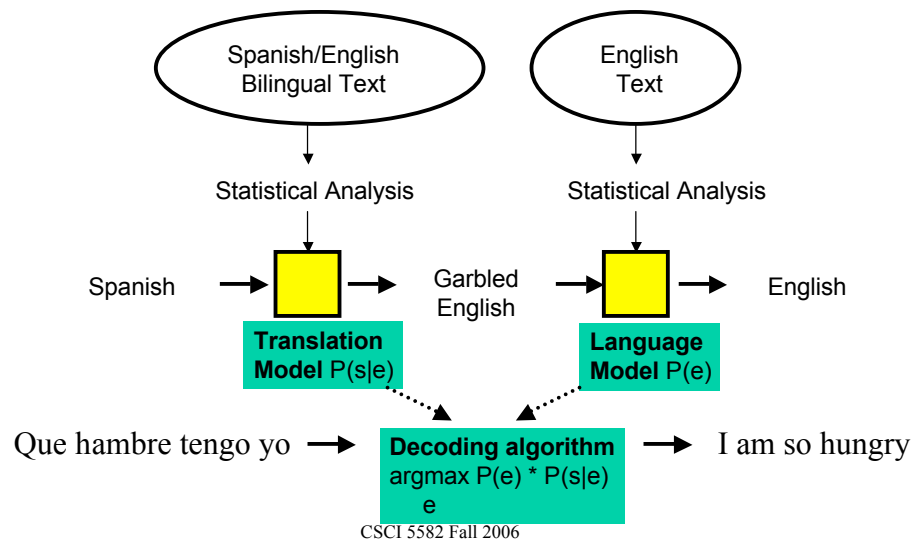 Spanish/English
Bilingual Text
English
Text
Statistical Analysis
Statistical Analysis
Spanish
Garbled
English
English
Translation
Model P(s|e)
Language
Model P(e)
Que hambre tengo yo
Decoding algorithm
argmax P(e) * P(s|e)
e
I am so hungry
CSCI 5582 Fall 2006